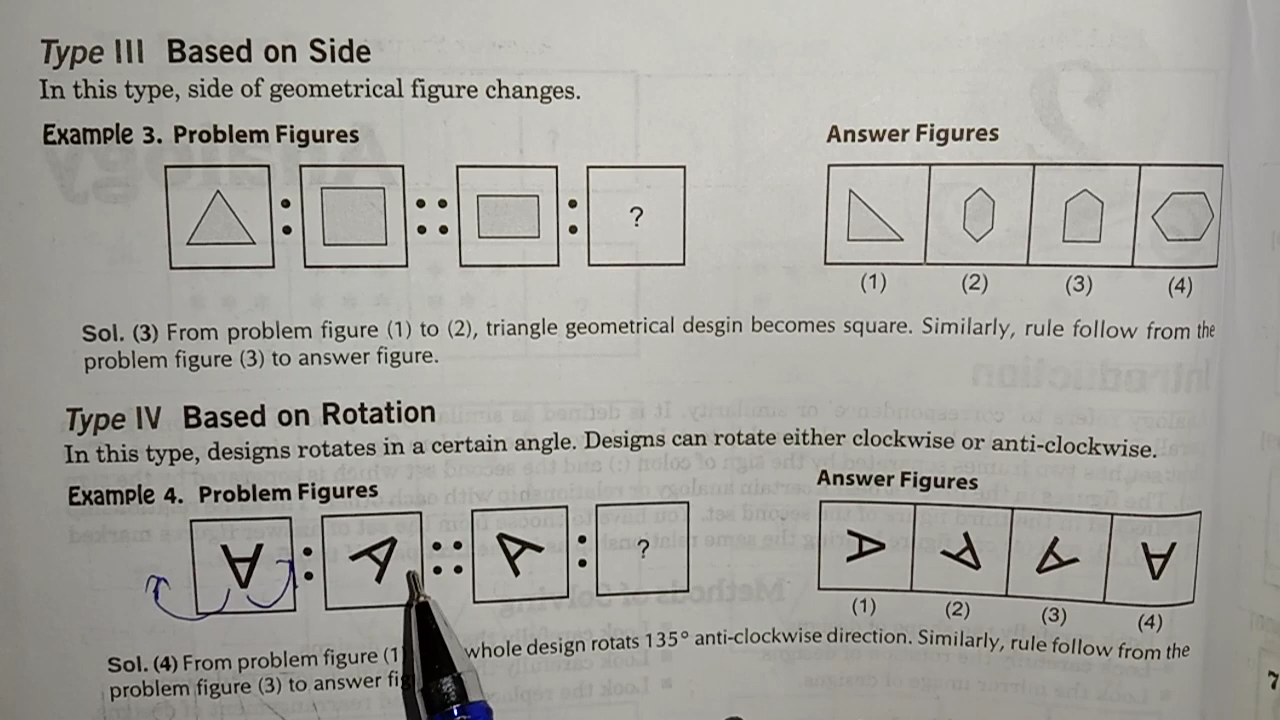 Type III Based on Side
In this type, side of geometrical figure changes.
Example 3. Problem Figures
Answer Figures
?
(1) (2) (3) (4)
Sol. (3) From problem figure (1) to (2), triangle geometrical desgin becomes square. Similarly, rule follow from the
problem figure (3) to answer figure.
Type IV Based on Rotation
In this type, designs rotates in a certain angle. Designs can rotate either clockwise or anti-clockwise.
Example 4. Problem Figures
Answer Figures
A A A ?
A A A A
(1) (2) (3) (4)
Sol. (4) From problem figure (1 whole design rotats 135° anti-clockwise direction. Similarly, rule follow from the
problem figure (3) to answer
7